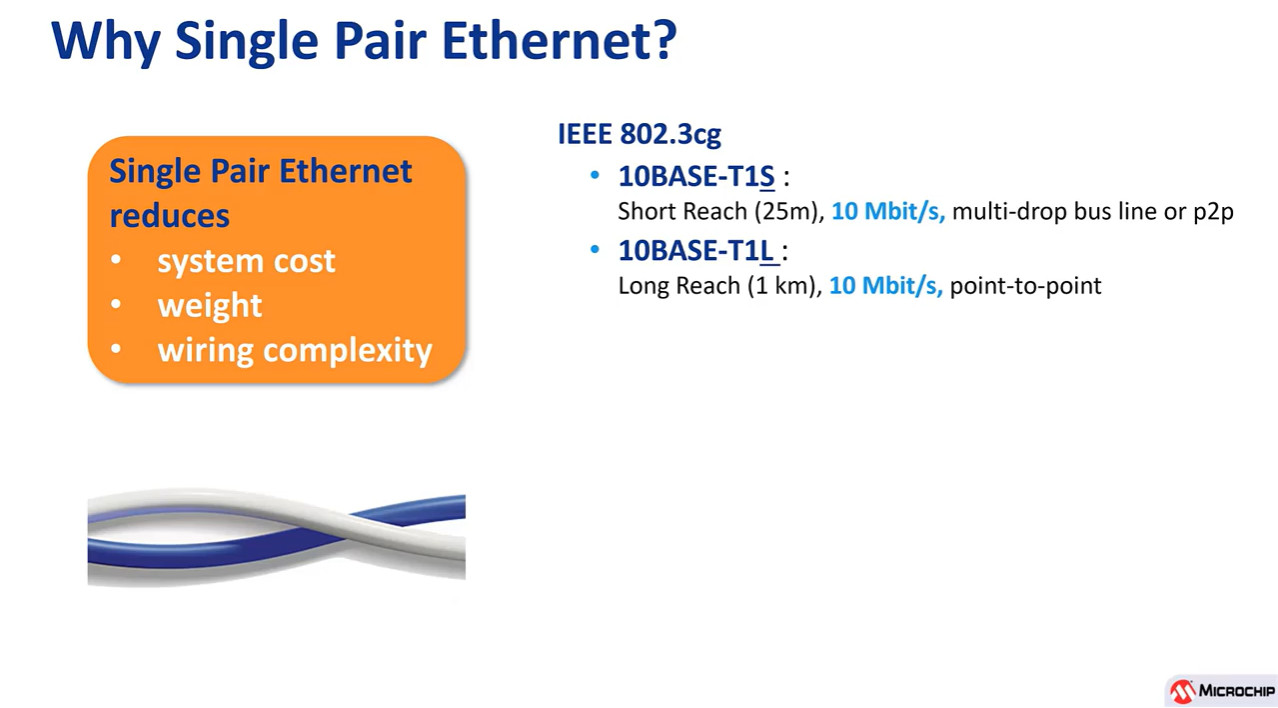 Why Single Pair Ethernet?
Single Pair Ethernet
reduces
• system cost
• weight
• wiring complexity
IEEE 802.3cg
• 10BASE-T1S :
Short Reach (25m), 10 Mbit/s, multi-drop bus line or p2p
• 10BASE-T1L :
Long Reach (1 km), 10 Mbit/s, point-to-point
MICROCHIP